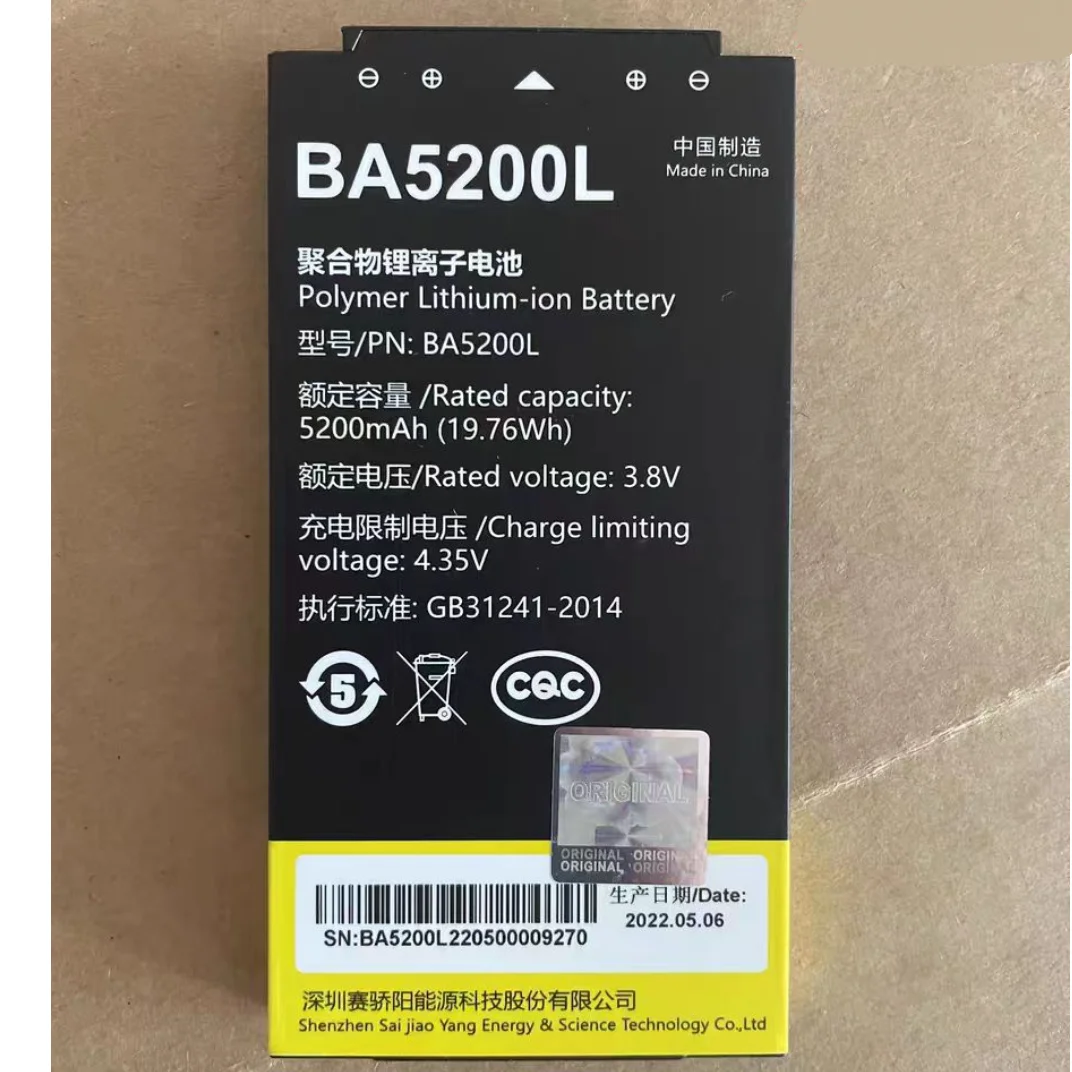 BA5200L
中国制造
Made in China
聚合物锂离子电池
Polymer Lithium-ion Battery
型号/PN: BA5200L
额定容量 /Rated capacity:
5200mAh (19.76Wh)
额定电压/Rated voltage: 3.8V
充电限制电压 /Charge limiting
voltage: 4.35V
执行标准: GB31241-2014
5
CQC
ORIGINAL
ORIGINAL ORIGIN
ORIGINAL ORIGIN
生产日期/Date:
2022.05.06
SN:BA5200L220500009270
深圳赛骄阳能源科技股份有限公司
Shenzhen Sai jiao Yang Energy & Science Technology Co.,Ltd